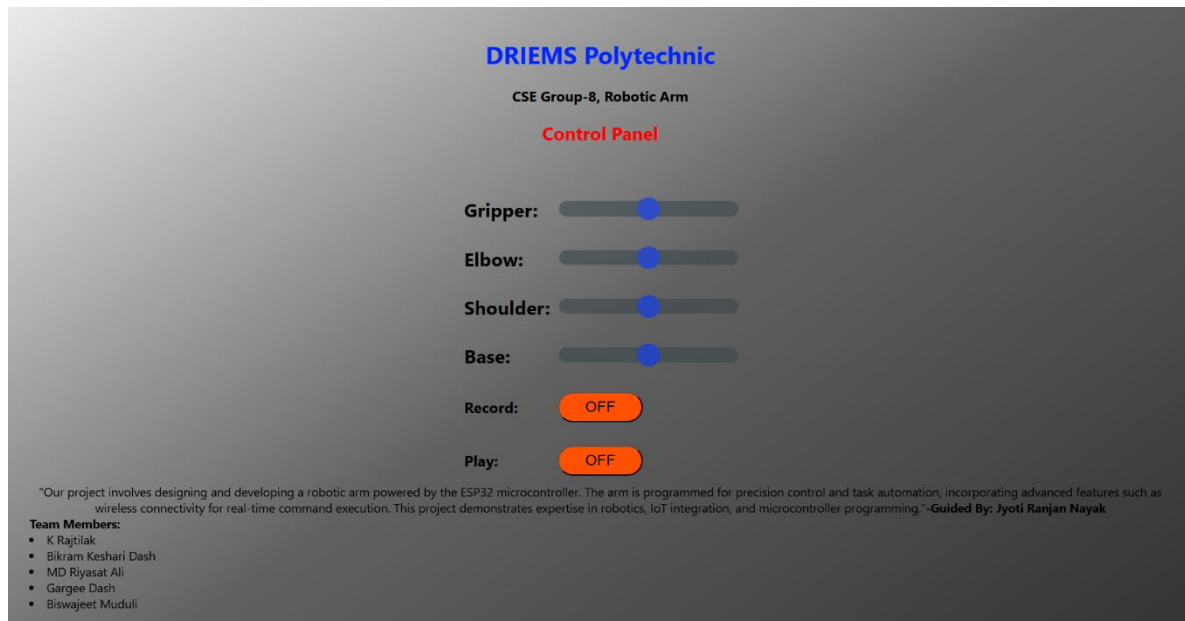 DRIEMS Polytechnic
CSE Group-8, Robotic Arm
Control Panel
Gripper:
Elbow:
Shoulder:
Base:
Record: OFF
Play: OFF
"Our project involves designing and developing a robotic arm powered by the ESP32 microcontroller. The arm is programmed for precision control and task automation, incorporating advanced features such as
wireless connectivity for real-time command execution. This project demonstrates expertise in robotics, IoT integration, and microcontroller programming."-Guided By: Jyoti Ranjan Nayak
Team Members:
• K Rajtilak
• Bikram Keshari Dash
• MD Riyasat Ali
• Gargee Dash
• Biswajeet Muduli